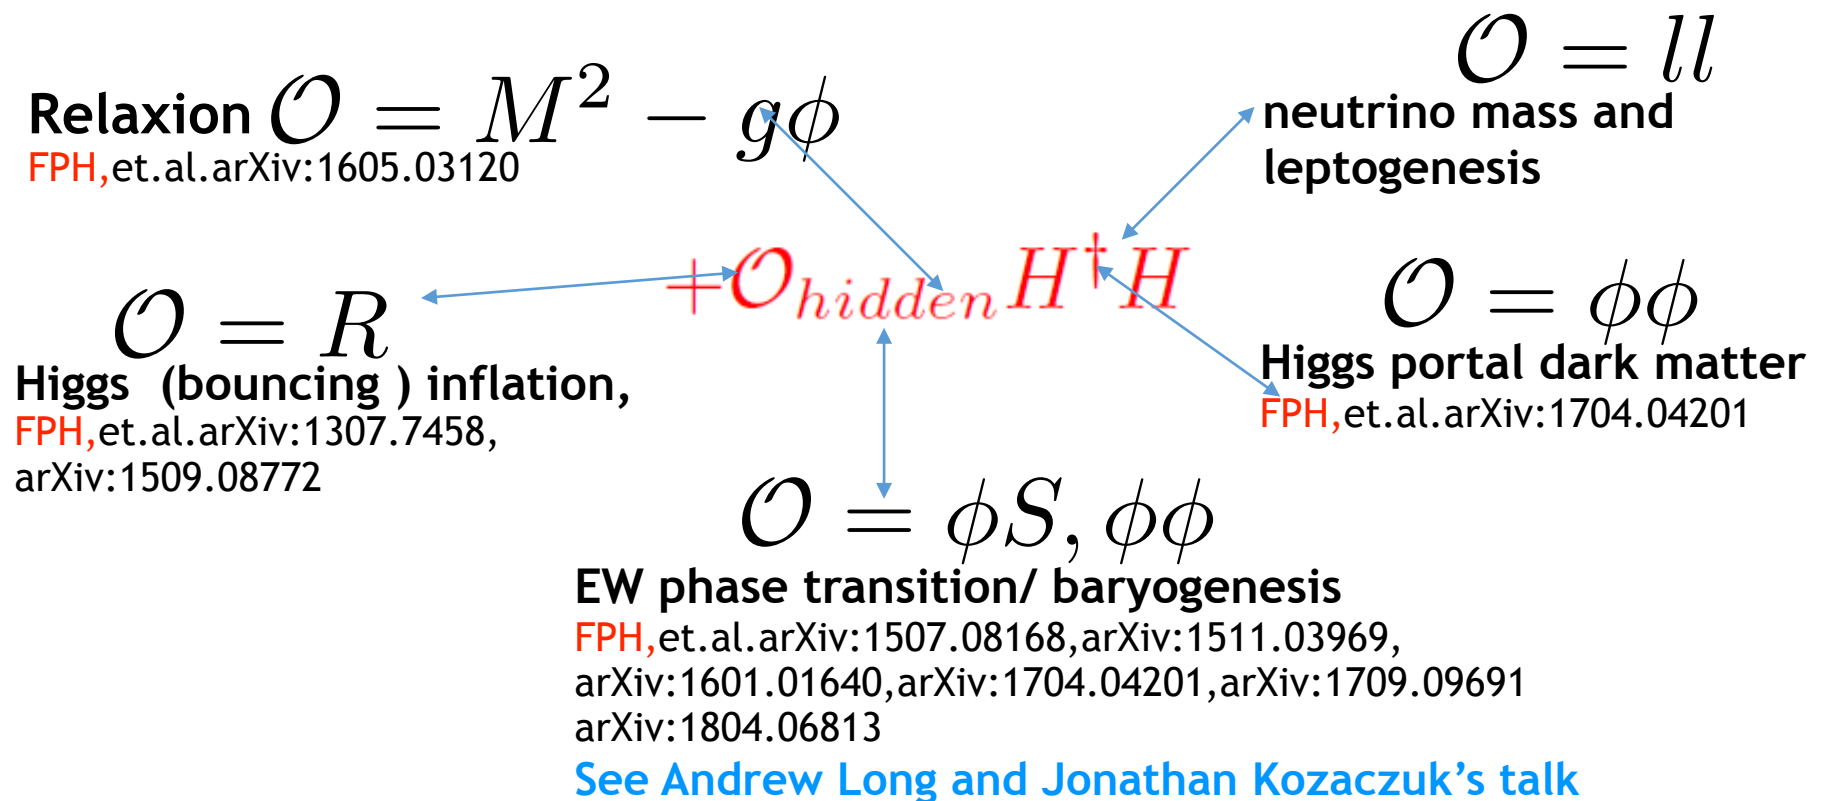 𝒪 = ll
Relaxion 𝒪 = M² − gϕ
FPH,et.al.arXiv:1605.03120
neutrino mass and
leptogenesis
+𝒪_{hidden}H^†H
𝒪 = R
Higgs (bouncing ) inflation,
FPH,et.al.arXiv:1307.7458,
arXiv:1509.08772
𝒪 = ϕϕ
Higgs portal dark matter
FPH,et.al.arXiv:1704.04201
𝒪 = ϕS, ϕϕ
EW phase transition/ baryogenesis
FPH,et.al.arXiv:1507.08168,arXiv:1511.03969,
arXiv:1601.01640,arXiv:1704.04201,arXiv:1709.09691
arXiv:1804.06813
See Andrew Long and Jonathan Kozaczuk’s talk